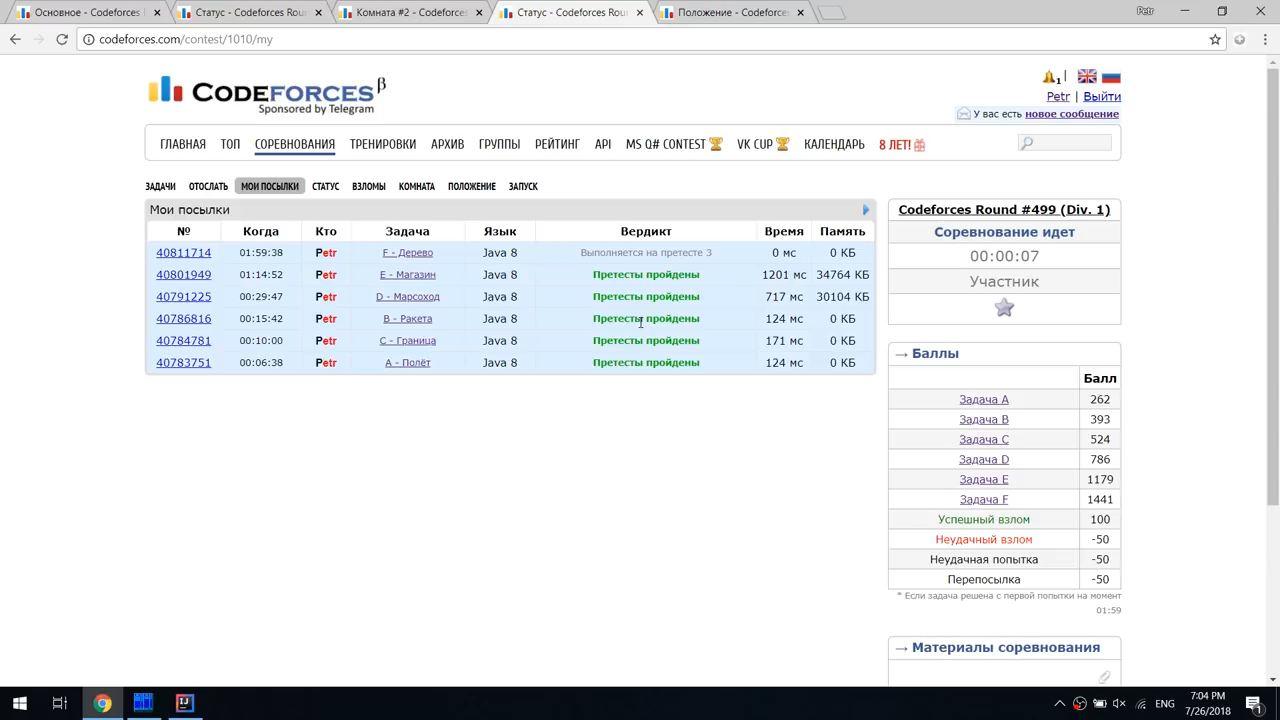 Основное - Codeforces
Статус - Codeforces Rou
Комната #2 - Codeforces
Статус - Codeforces Rou
Положение - Codeforces
Petr
codeforces.com/contest/1010/my
CODEFORCES β
Sponsored by Telegram
1 |
Petr | Выйти
У вас есть новое сообщение
ГЛАВНАЯ ТОП СОРЕВНОВАНИЯ ТРЕНИРОВКИ АРХИВ ГРУППЫ РЕЙТИНГ API MS Q# CONTEST VK CUP КАЛЕНДАРЬ 8 ЛЕТ!
ЗАДАЧИ ОТОСЛАТЬ МОИ ПОСЫЛКИ СТАТУС ВЗЛОМЫ КОМНАТА ПОЛОЖЕНИЕ ЗАПУСК
Мои посылки
№ Когда Кто Задача Язык Вердикт Время Память
40811714 01:59:38 Petr F - Дерево Java 8 Выполняется на претесте 3 0 мс 0 КБ
40801949 01:14:52 Petr E - Магазин Java 8 Претесты пройдены 1201 мс 34764 КБ
40791225 00:29:47 Petr D - Марсоход Java 8 Претесты пройдены 717 мс 30104 КБ
40786816 00:15:42 Petr B - Ракета Java 8 Претесты пройдены 124 мс 0 КБ
40784781 00:10:00 Petr C - Граница Java 8 Претесты пройдены 171 мс 0 КБ
40783751 00:06:38 Petr A - Полёт Java 8 Претесты пройдены 124 мс 0 КБ
Codeforces Round #499 (Div. 1)
Соревнование идет
00:00:07
Участник
→ Баллы
Балл
Задача A 262
Задача B 393
Задача C 524
Задача D 786
Задача E 1179
Задача F 1441
Успешный взлом 100
Неудачный взлом -50
Неудачная попытка -50
Перепосылка -50
* Если задача решена с первой попытки на момент
01:59
→ Материалы соревнования
ENG
7:04 PM
7/26/2018
1